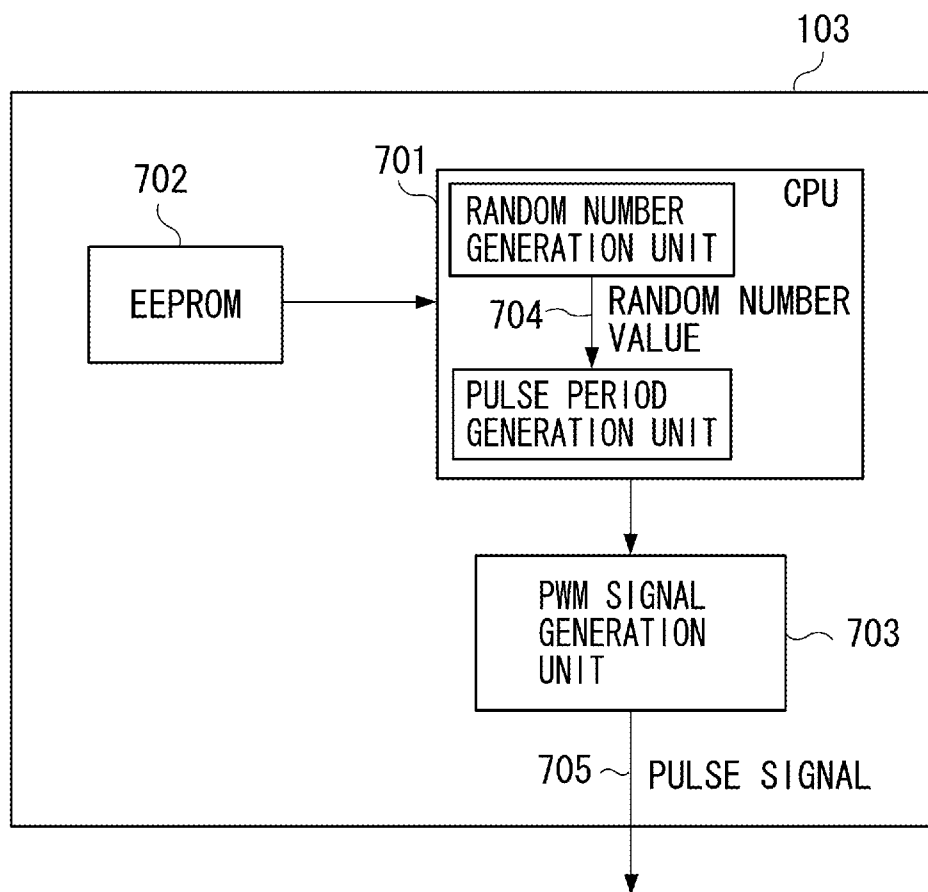 103
702
701
CPU
RANDOM NUMBER
GENERATION UNIT
EEPROM
704
RANDOM NUMBER
VALUE
PULSE PERIOD
GENERATION UNIT
PWM SIGNAL
GENERATION
UNIT
703
705
PULSE SIGNAL